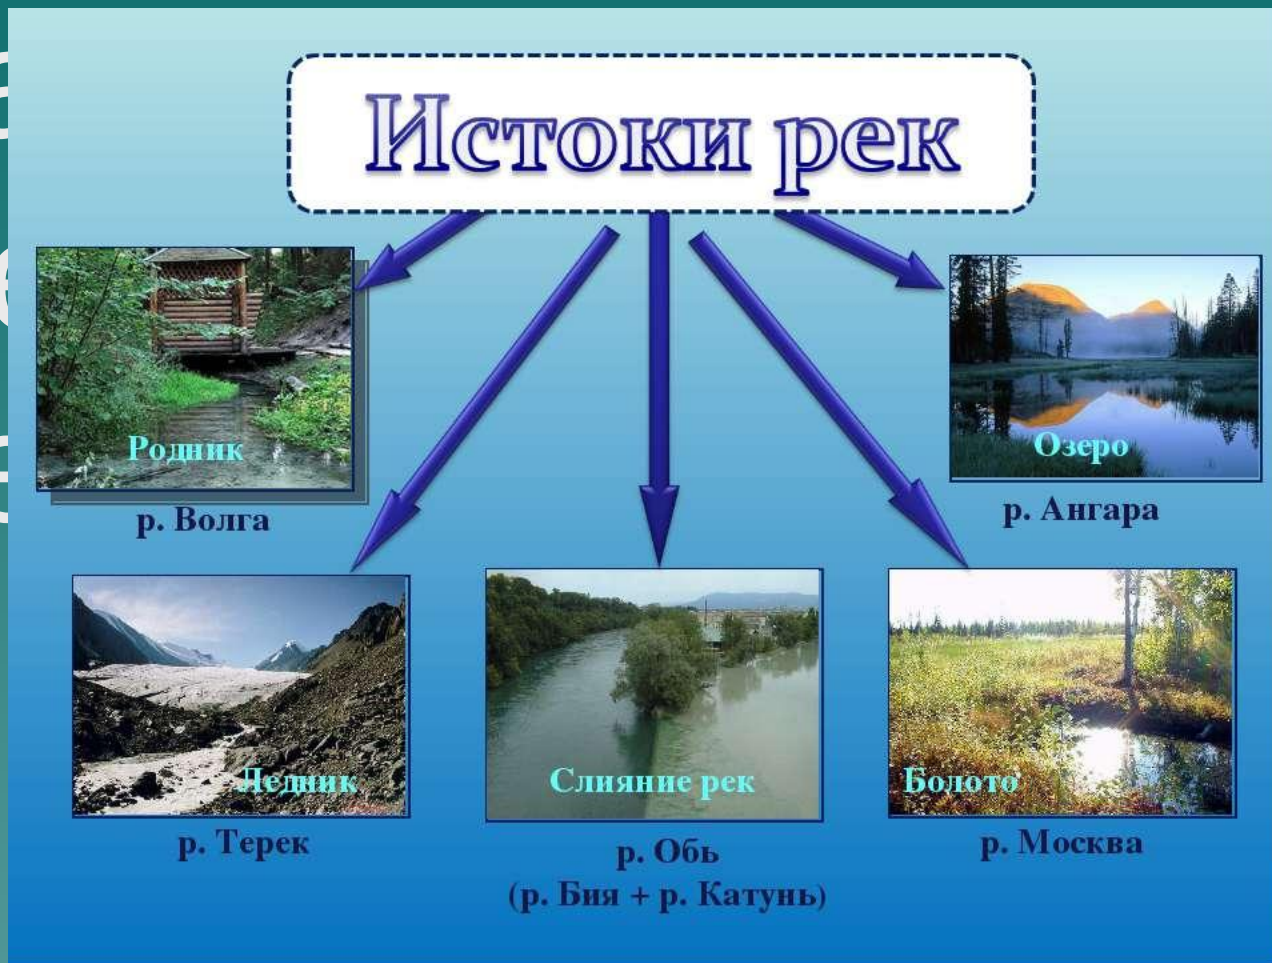 Истоки рек
Родник
р. Волга
Озеро
р. Ангара
Ледник
р. Терек
Слияние рек
р. Обь
(р. Бия + р. Катунь)
Болото
р. Москва